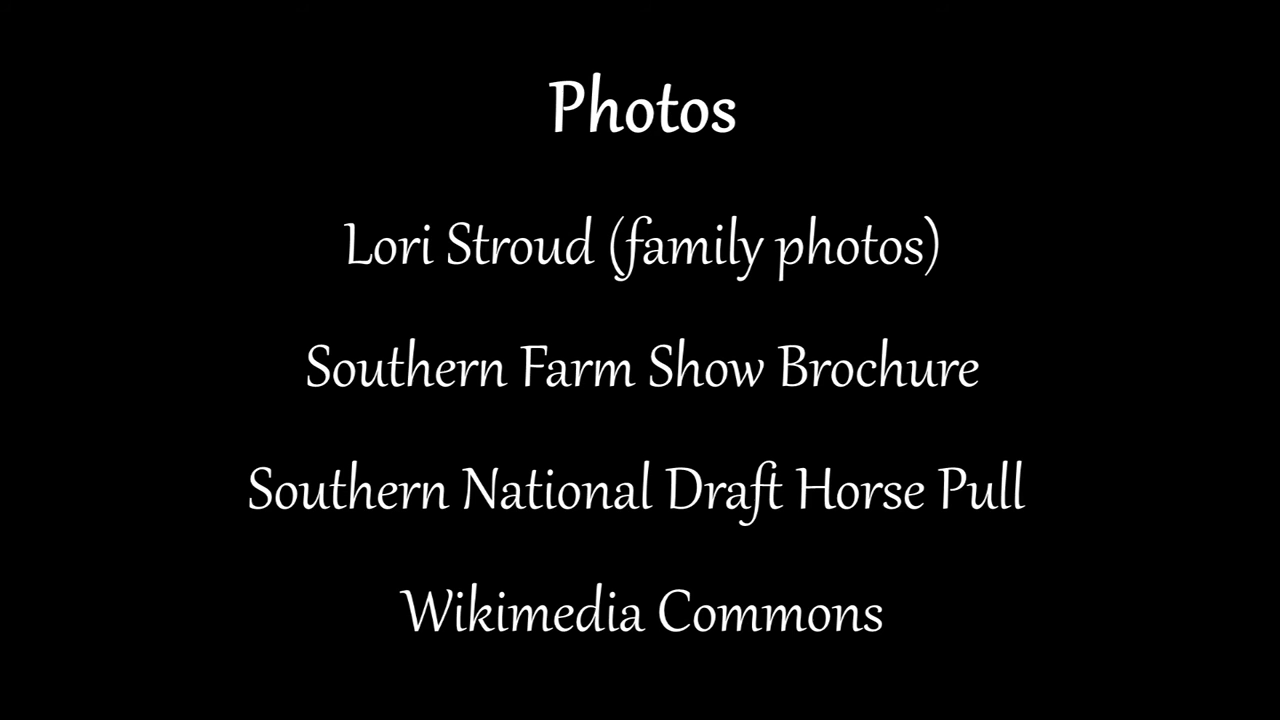 Photos
Lori Stroud (family photos)
Southern Farm Show Brochure
Southern National Draft Horse Pull
Wikimedia Commons